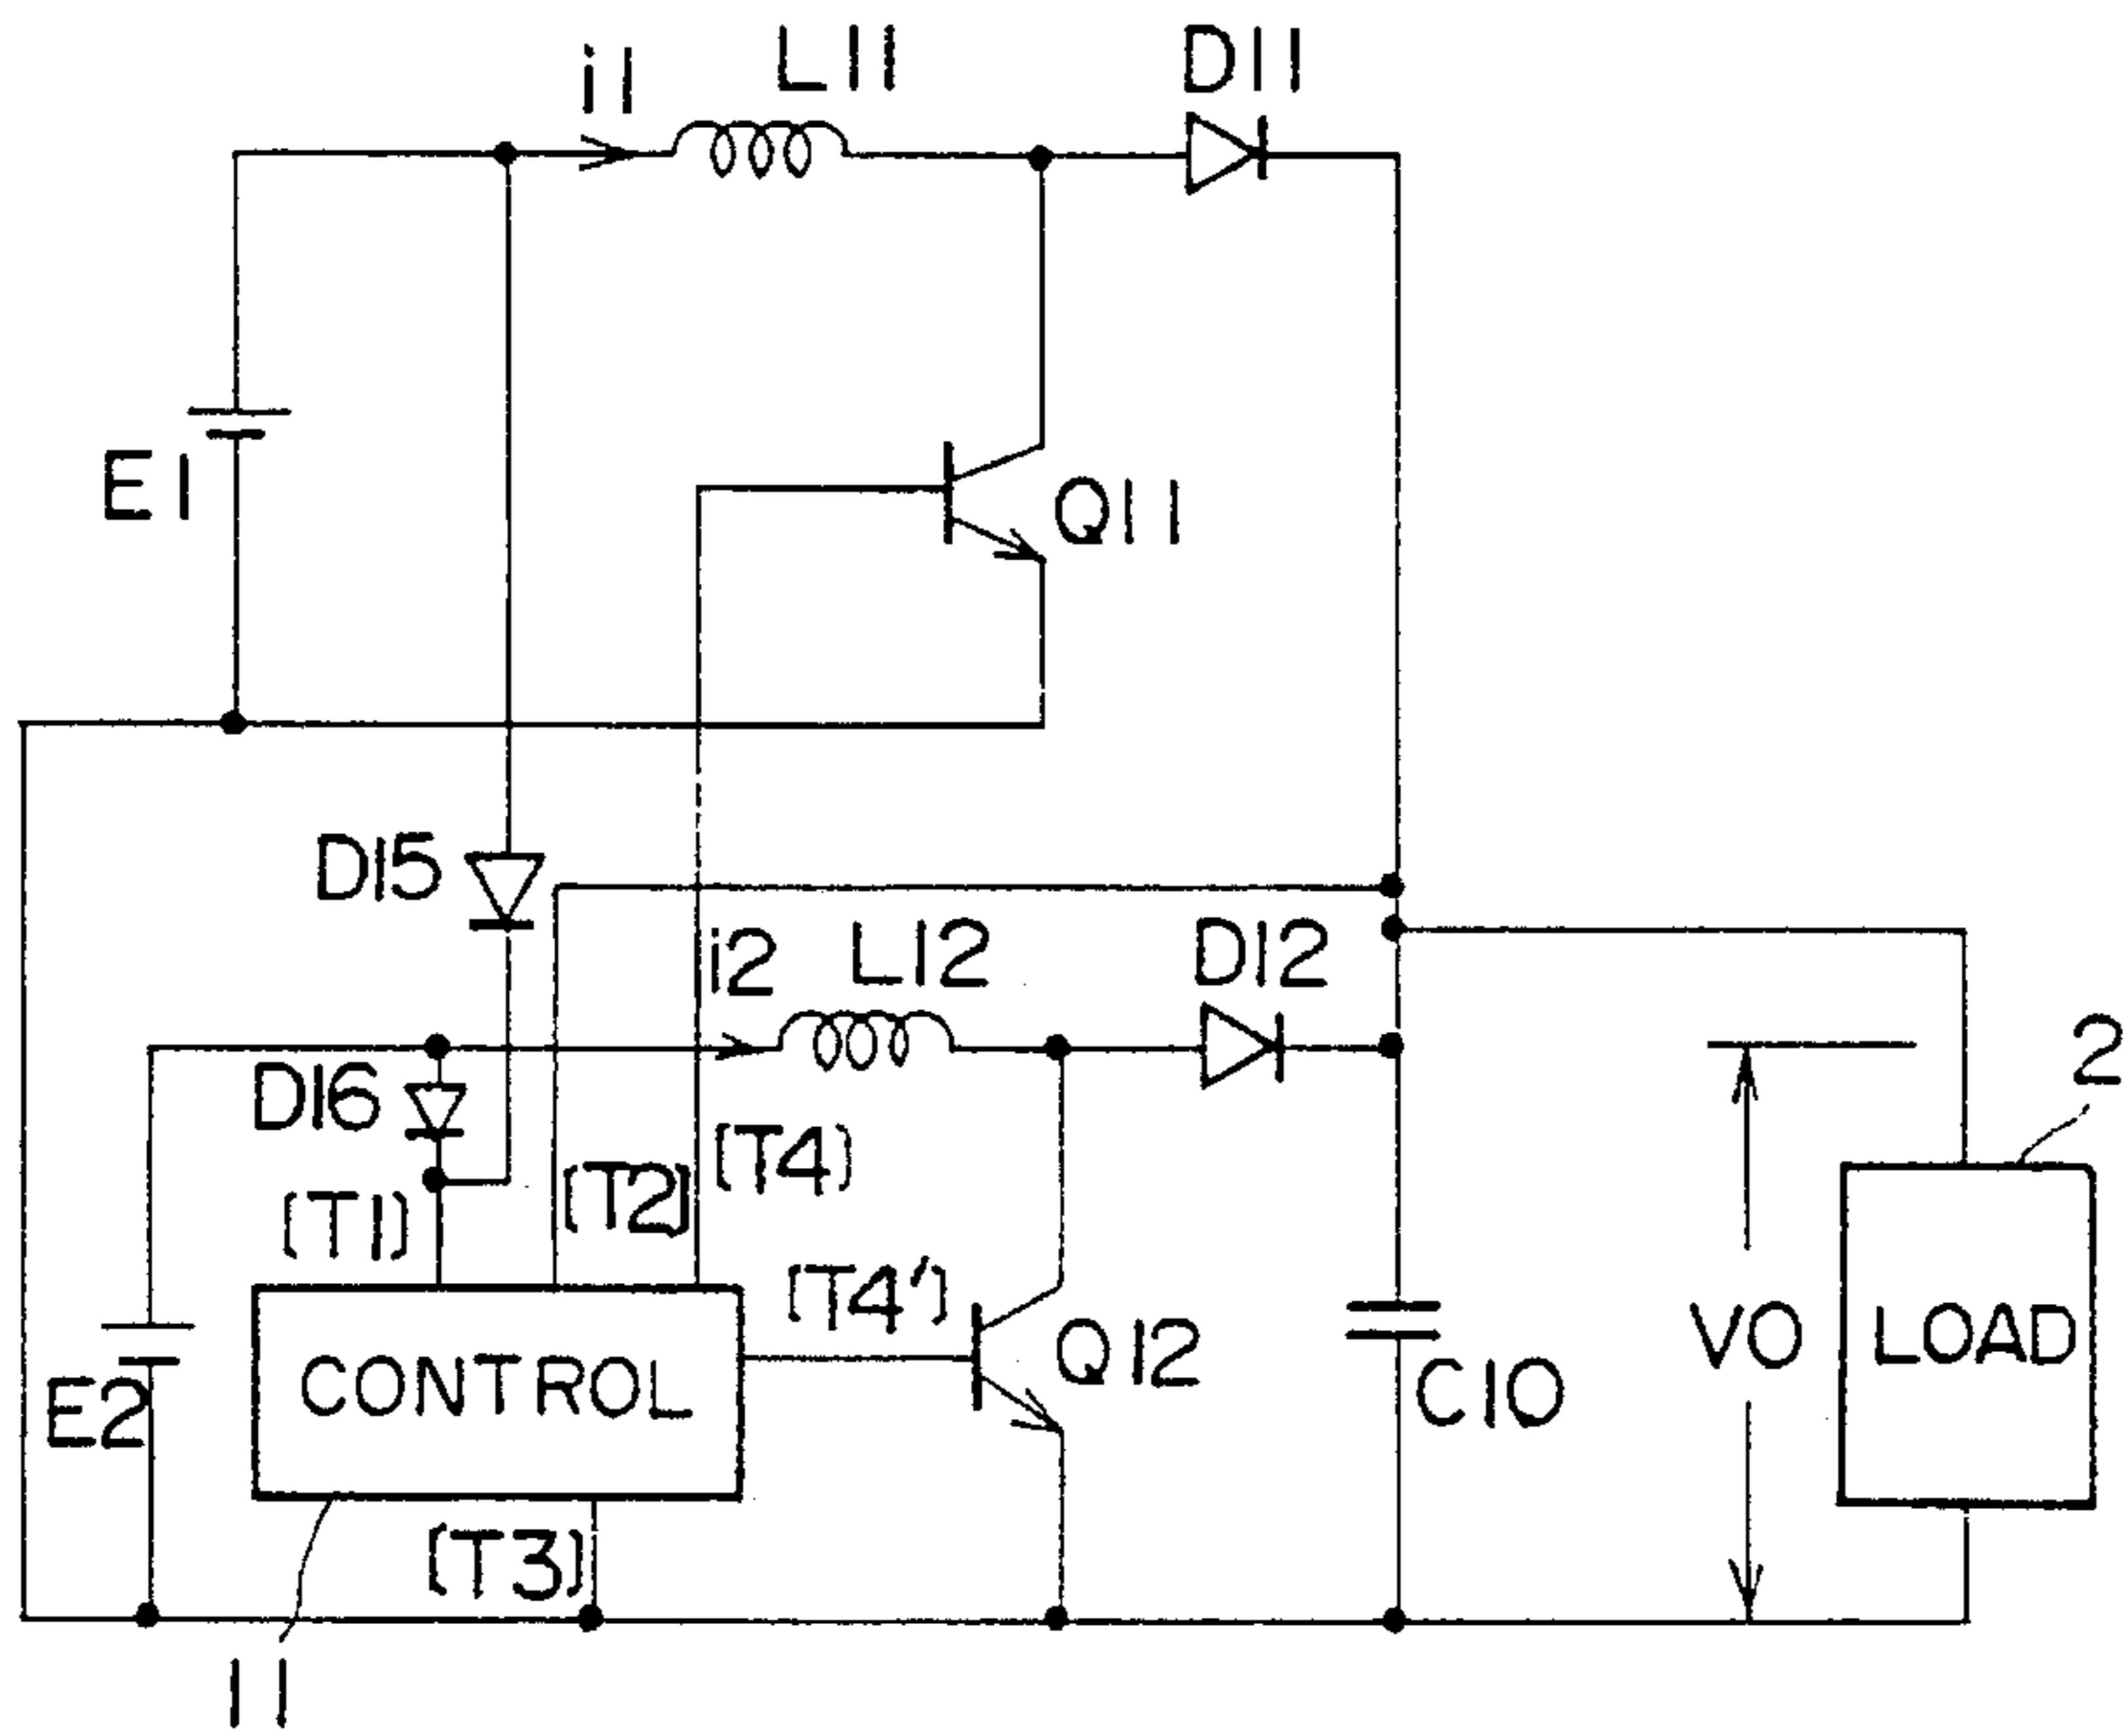 i1
L11
D11
E1
Q11
D15
i2
L12
D12
D16
2
(T4)
(T2)
(T1)
(T4')
Q12
VO
LOAD
CONTROL
E2
C10
(T3)
11